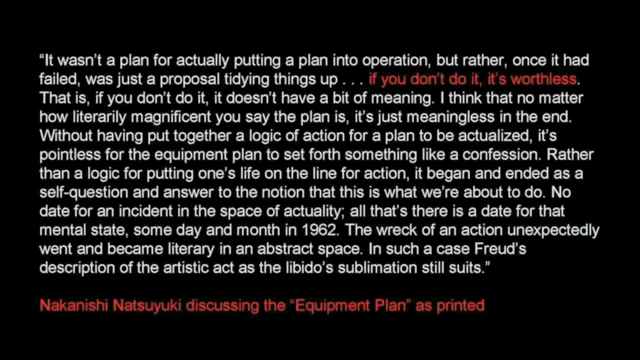 “It wasn't a plan for actually putting a plan into operation, but rather, once it had
failed, was just a proposal tidying things up . . . if you don't do it, it's worthless.
That is, if you don't do it, it doesn't have a bit of meaning. I think that no matter
how literarily magnificent you say the plan is, it's just meaningless in the end.
Without having put together a logic of action for a plan to be actualized, it's
pointless for the equipment plan to set forth something like a confession. Rather
than a logic for putting one's life on the line for action, it began and ended as a
self-question and answer to the notion that this is what we're about to do. No
date for an incident in the space of actuality; all that's there is a date for that
mental state, some day and month in 1962. The wreck of an action unexpectedly
went and became literary in an abstract space. In such a case Freud's
description of the artistic act as the libido's sublimation still suits.”
Nakanishi Natsuyuki discussing the “Equipment Plan” as printed